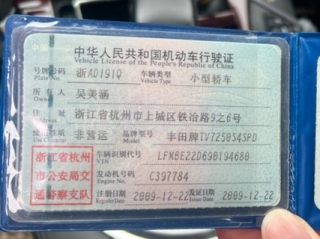 中华人民共和国机动车行驶证
Vehicle License of the People's Republic of China
号牌号码 浙AD191Q 车辆类型 小型轿车
Plate No. Vehicle Type
所有人 吴美涵
Owner
住址 浙江省杭州市上城区铁冶路9之6号
Address
使用性质 非营运 品牌型号 丰田牌TV7250S4SPD
浙江省杭州市公安局交通警察支队
车辆识别代号 LFMBE22D690194680
VIN
发动机号码 C397784
Engine No.
注册日期 2009-12-22 发证日期 2009-12-22
Register Date Issue Date